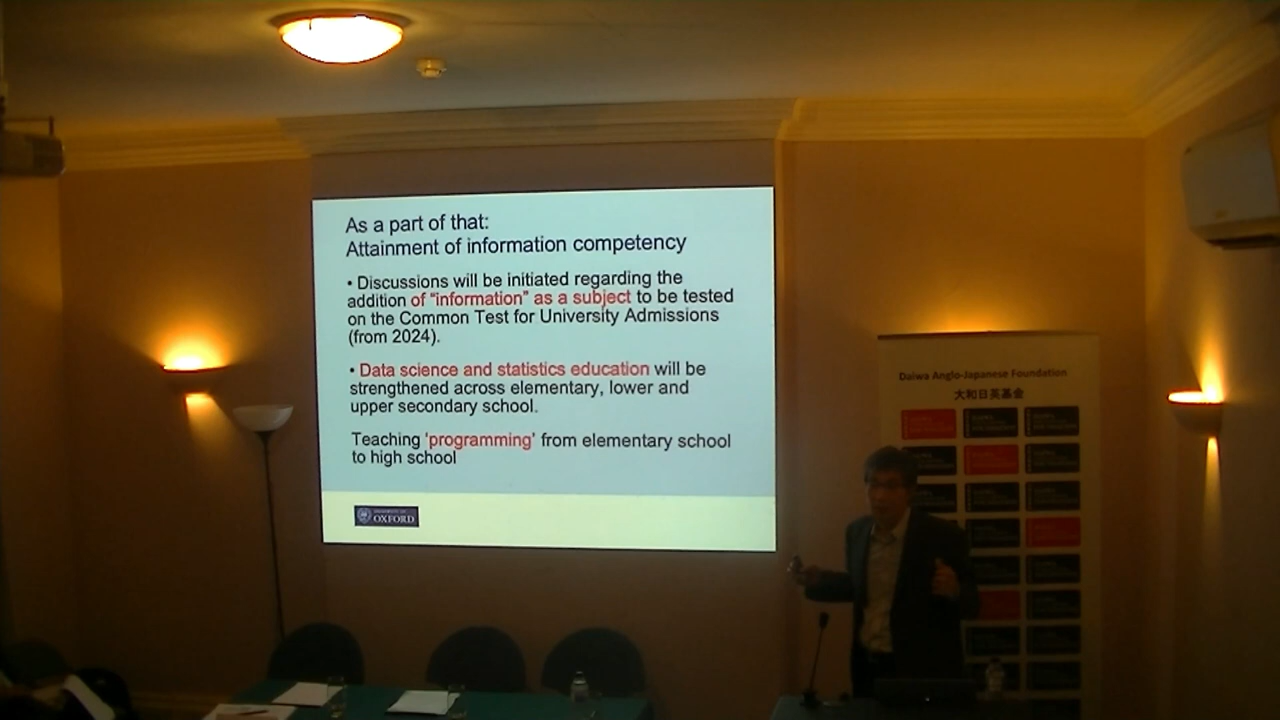 As a part of that:
Attainment of information competency
• Discussions will be initiated regarding the
addition of “information” as a subject to be tested
on the Common Test for University Admissions
(from 2024).
• Data science and statistics education will be
strengthened across elementary, lower and
upper secondary school.
Teaching ‘programming’ from elementary school
to high school
UNIVERSITY OF
OXFORD
Daiwa Anglo-Japanese Foundation
大和日英基金